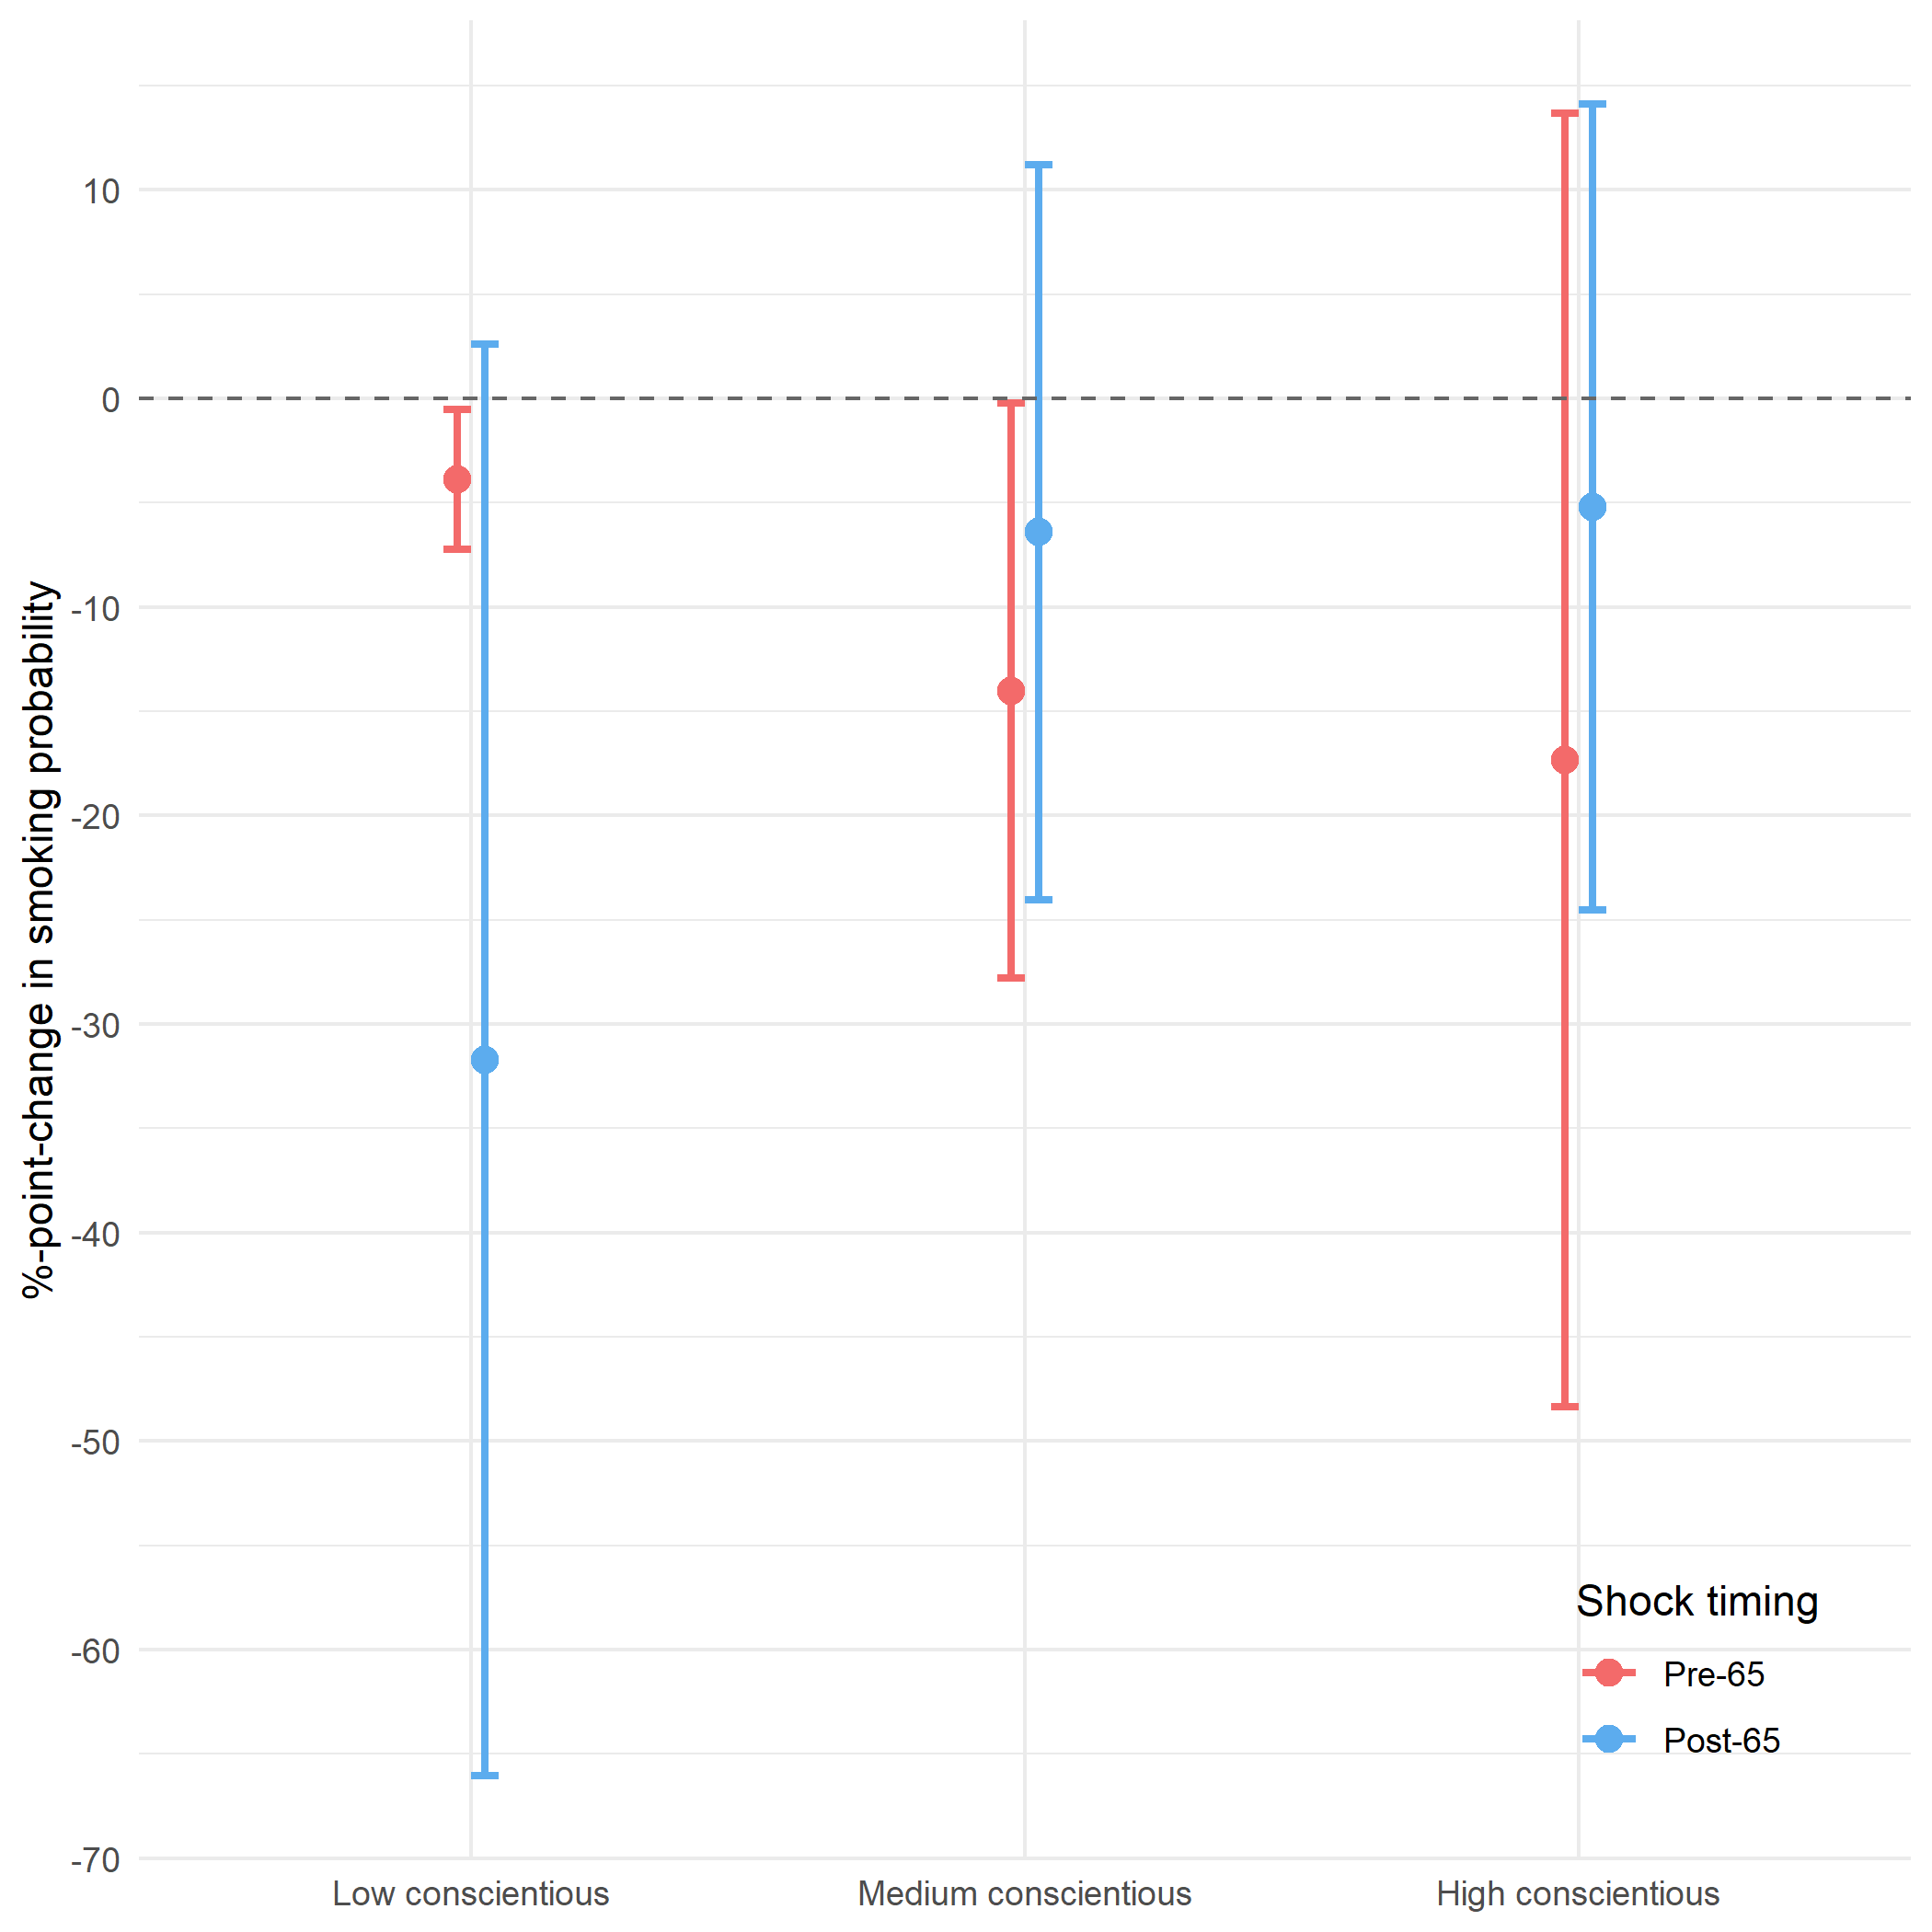 %-point-change in smoking probability
10
0
-10
-20
-30
-40
-50
-60
-70
Low conscientious
Medium conscientious
High conscientious
Shock timing
Pre-65
Post-65